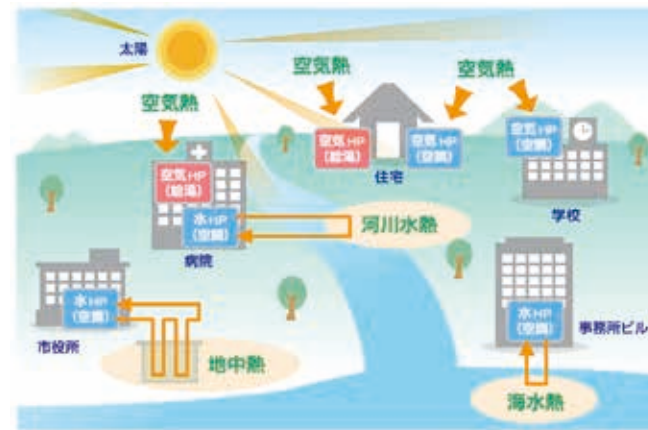 太陽
空気熱
空気熱
空気熱
空気HP
(給湯)
空気HP
(空調)
空気HP
(空調)
住宅
学校
空気HP
(給湯)
水HP
(空調)
病院
河川水熱
水HP
(空調)
市役所
地中熱
水HP
(空調)
事務所ビル
海水熱